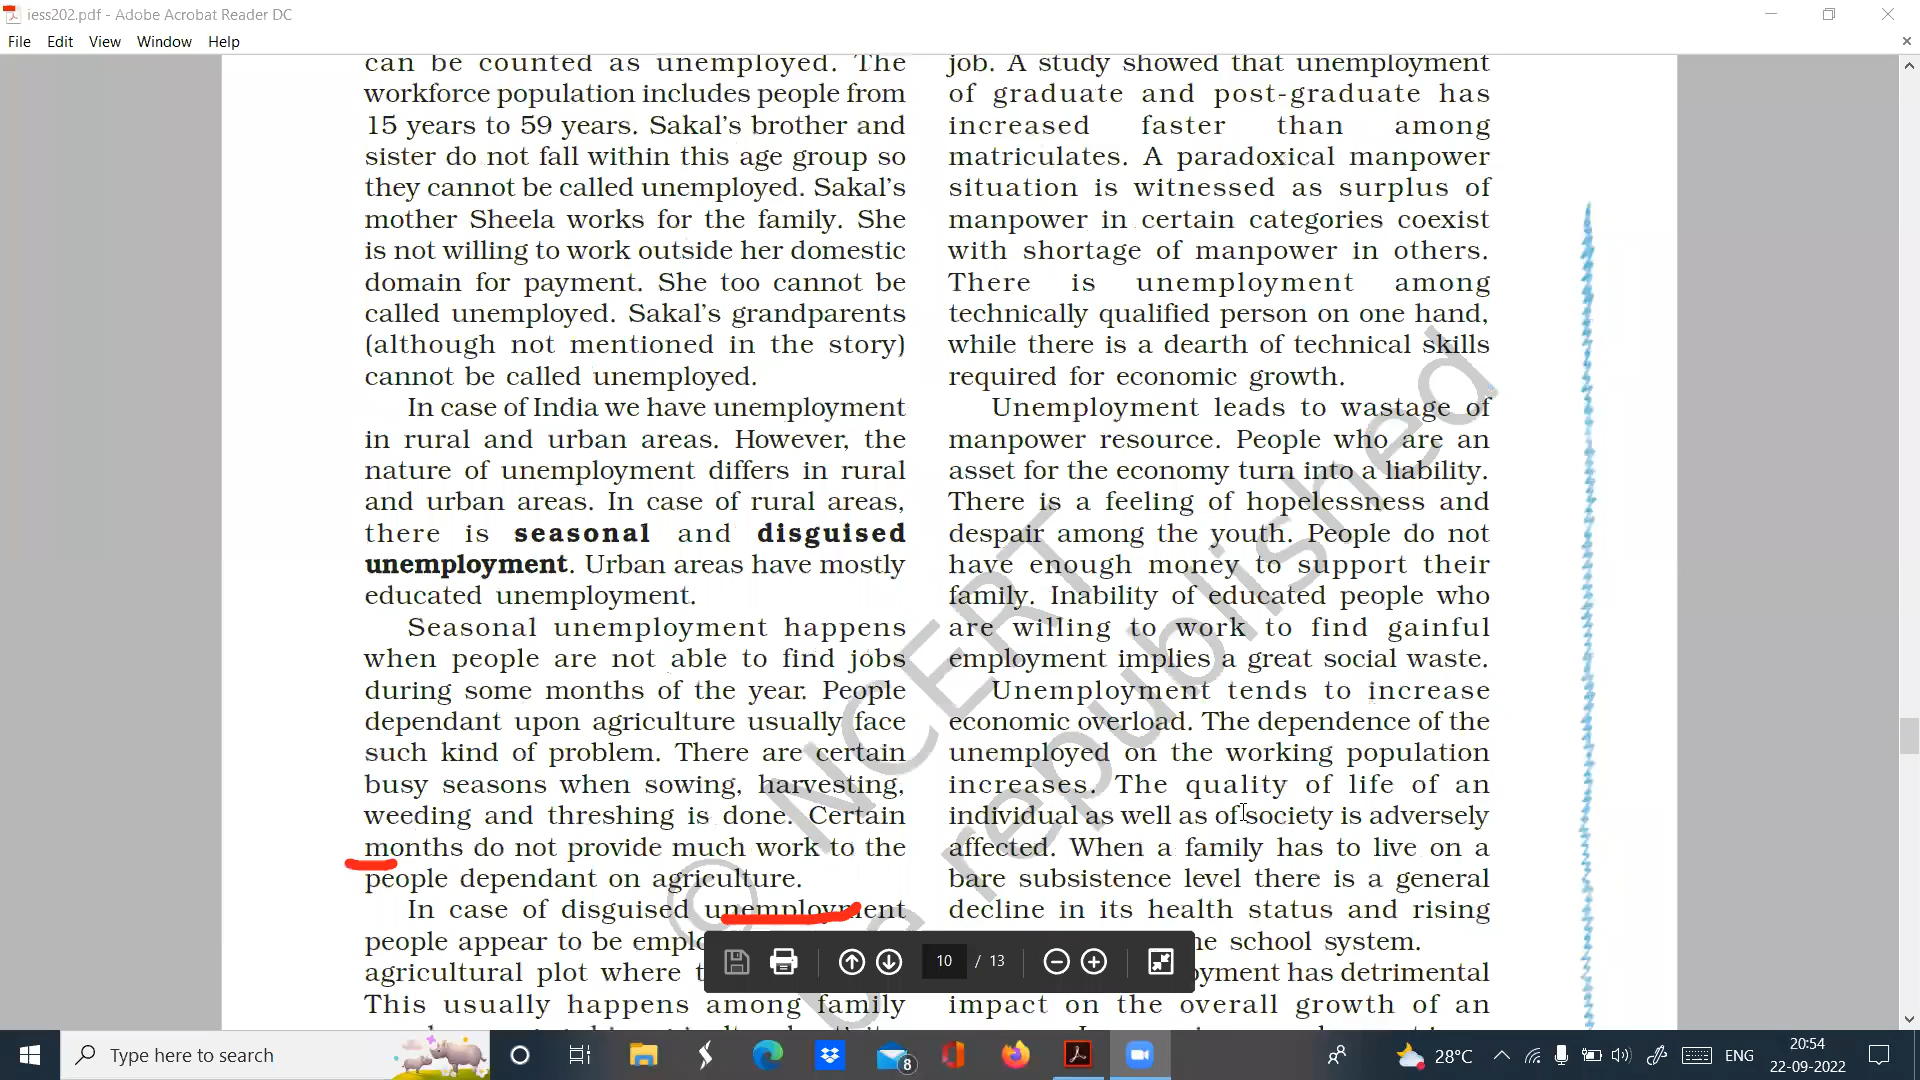 iess202.pdf - Adobe Acrobat Reader DC
File Edit View Window Help
can be counted as unemployed. The
workforce population includes people from
15 years to 59 years. Sakal's brother and
sister do not fall within this age group so
they cannot be called unemployed. Sakal's
mother Sheela works for the family. She
is not willing to work outside her domestic
domain for payment. She too cannot be
called unemployed. Sakal's grandparents
(although not mentioned in the story)
cannot be called unemployed.
In case of India we have unemployment
in rural and urban areas. However, the
nature of unemployment differs in rural
and urban areas. In case of rural areas,
there is seasonal and disguised
unemployment. Urban areas have mostly
educated unemployment.
Seasonal unemployment happens
when people are not able to find jobs
during some months of the year. People
dependant upon agriculture usually face
such kind of problem. There are certain
busy seasons when sowing, harvesting,
weeding and threshing is done. Certain
months do not provide much work to the
people dependant on agriculture.
In case of disguised unemployment
people appear to be
agricultural plot where
This usually happens among family
job. A study showed that unemployment
of graduate and post-graduate has
increased faster than among
matriculates. A paradoxical manpower
situation is witnessed as surplus of
manpower in certain categories coexist
with shortage of manpower in others.
There is unemployment among
technically qualified person on one hand,
while there is a dearth of technical skills
required for economic growth.
Unemployment leads to wastage of
manpower resource. People who are an
asset for the economy turn into a liability.
There is a feeling of hopelessness and
despair among the youth. People do not
have enough money to support their
family. Inability of educated people who
are willing to work to find gainful
employment implies a great social waste.
Unemployment tends to increase
economic overload. The dependence of the
unemployed on the working population
increases. The quality of life of an
individual as well as of society is adversely
affected. When a family has to live on a
bare subsistence level there is a general
decline in its health status and rising
school system.
has detrimental
impact on the overall growth of an
© NCERT
republished
10 / 13
Type here to search
8
28°C
ENG
20:54
22-09-2022